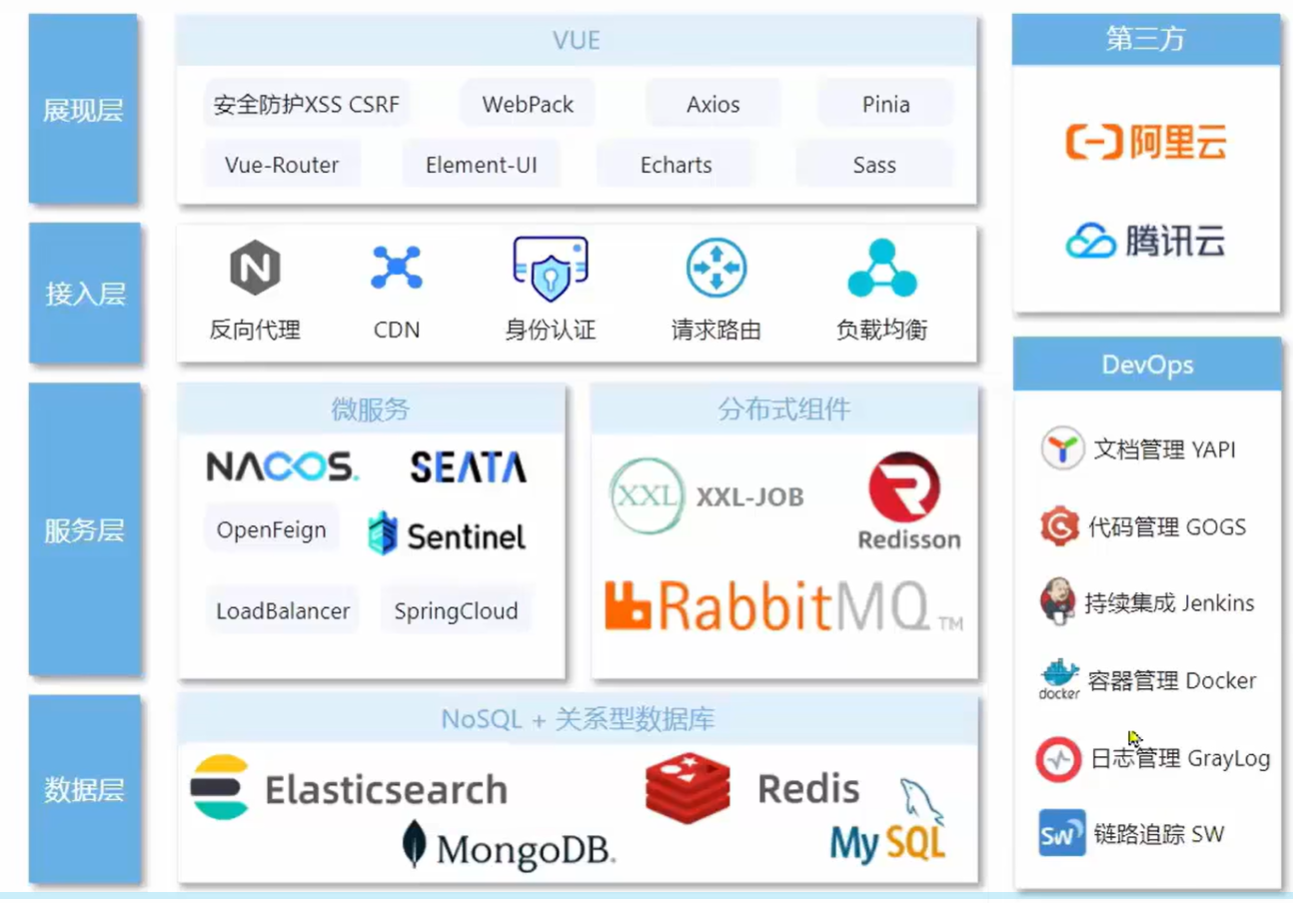 展现层
VUE
安全防护XSS CSRF
WebPack
Axios
Pinia
Vue-Router
Element-UI
Echarts
Sass
接入层
反向代理
CDN
身份认证
请求路由
负载均衡
服务层
微服务
NACOS.
SEATA
OpenFeign
Sentinel
LoadBalancer
SpringCloud
分布式组件
XXL
XXL-JOB
Redisson
RabbitMQ TM
数据层
NoSQL + 关系型数据库
Elasticsearch
Redis
MongoDB.
MySQL
第三方
阿里云
腾讯云
DevOps
文档管理 YAPI
代码管理 GOGS
持续集成 Jenkins
docker
容器管理 Docker
日志管理 GrayLog
SW
链路追踪 SW